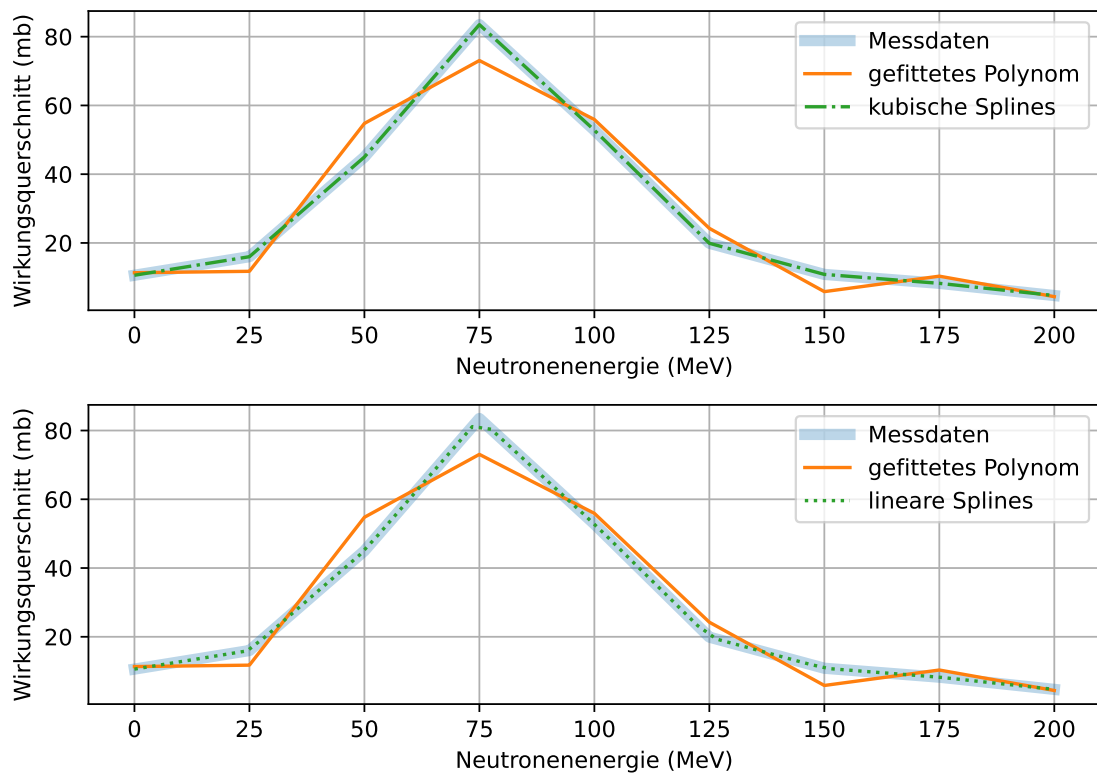 Wirkungsquerschnitt (mb)
80
60
40
20
Messdaten
gefittetes Polynom
kubische Splines
0 25 50 75 100 125 150 175 200
Neutronenenergie (MeV)
Wirkungsquerschnitt (mb)
80
60
40
20
Messdaten
gefittetes Polynom
lineare Splines
0 25 50 75 100 125 150 175 200
Neutronenenergie (MeV)